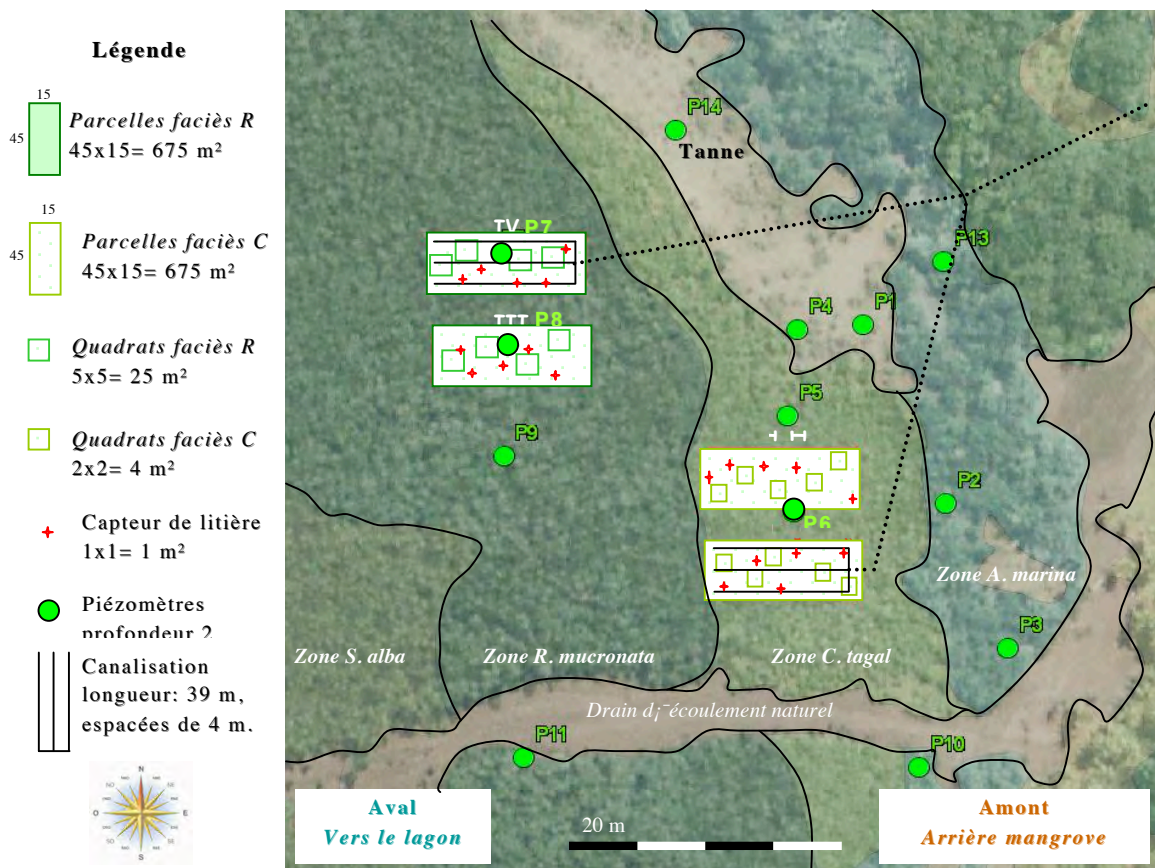 Légende
15
45
Parcelles faciès R
45x15= 675 m²
15
45
Parcelles faciès C
45x15= 675 m²
Quadrats faciès R
5x5= 25 m²
Quadrats faciès C
2x2= 4 m²
Capteur de litière
1x1= 1 m²
Piézomètres
profondeur 2
Canalisation
longueur: 39 m,
espacées de 4 m.
N
O
E
S
P14
Tanne
P7
P13
P4
P1
P8
P5
P9
P2
P6
Zone A. marina
P3
Zone S. alba
Zone R. mucronata
Zone C. tagal
Drain d¡¯écoulement naturel
P11
P10
Aval
Vers le lagon
20 m
Amont
Arrière mangrove